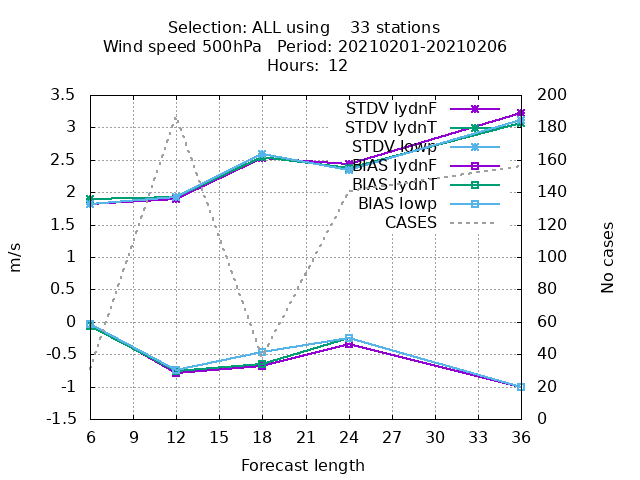 Selection: ALL using    33 stations
Wind speed 500hPa   Period: 20210201-20210206
Hours: 12
3.5
3
2.5
2
1.5
1
0.5
0
-0.5
-1
-1.5
m/s
STDV lydnF
STDV lydnT
STDV lowp
BIAS lydnF
BIAS lydnT
BIAS lowp
CASES
200
180
160
140
120
100
80
60
40
20
0
No cases
6 9 12 15 18 21 24 27 30 33 36
Forecast length